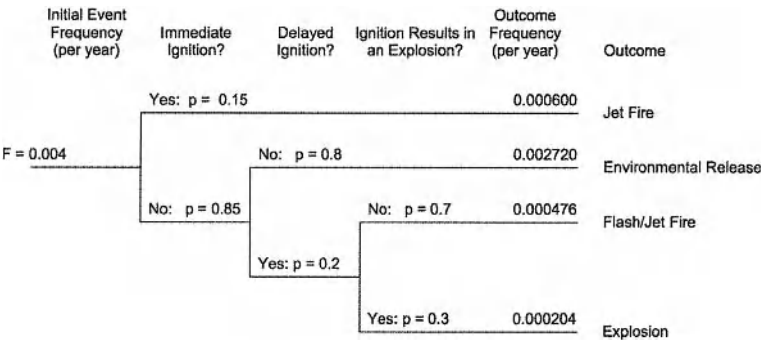 Initial Event
Frequency
(per year)
Immediate
Ignition?
Delayed
Ignition?
Ignition Results in
an Explosion?
Outcome
Frequency
(per year)
Outcome
Yes: p = 0.15
0.000600
Jet Fire
F = 0.004
No: p = 0.8
0.002720
Environmental Release
No: p = 0.85
No: p = 0.7
0.000476
Flash/Jet Fire
Yes: p = 0.2
Yes: p = 0.3
0.000204
Explosion